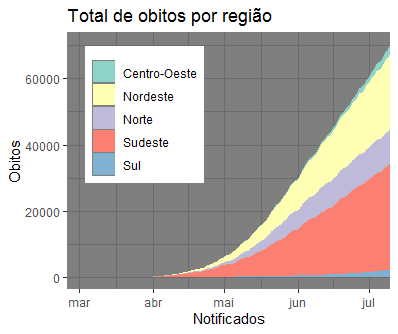 Total de obitos por região
Obitos
60000
40000
20000
0
Centro-Oeste
Nordeste
Norte
Sudeste
Sul
mar abr mai jun jul
Notificados